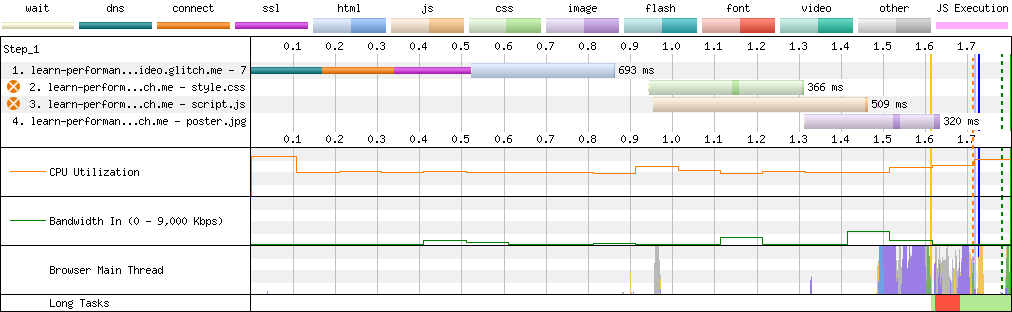 wait dns connect ssl html js css image flash font video other JS Execution
Step_1 0.1 0.2 0.3 0.4 0.5 0.6 0.7 0.8 0.9 1.0 1.1 1.2 1.3 1.4 1.5 1.6 1.7
1. learn-performan...ideo.glitch.me - 7 693 ms
2. learn-perform...ch.me - style.css 366 ms
3. learn-perform...ch.me - script.js 509 ms
4. learn-performan...ch.me - poster.jpg 320 ms
0.1 0.2 0.3 0.4 0.5 0.6 0.7 0.8 0.9 1.0 1.1 1.2 1.3 1.4 1.5 1.6 1.7
CPU Utilization
Bandwidth In (0 - 9,000 Kbps)
Browser Main Thread
Long Tasks